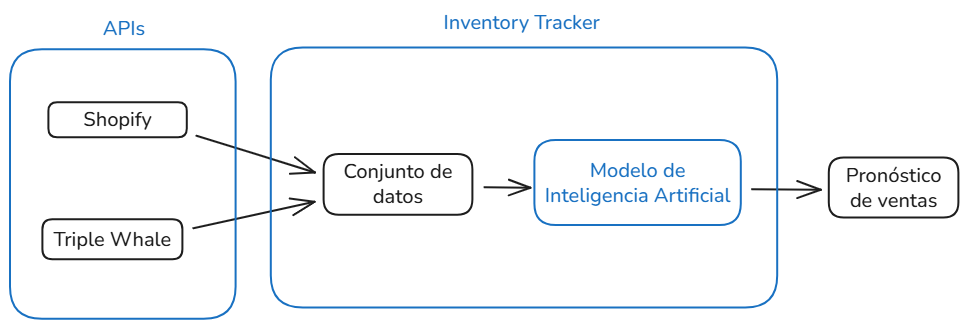 APIs
Inventory Tracker
Shopify
Triple Whale
Conjunto de
datos
Modelo de
Inteligencia Artificial
Pronóstico
de ventas